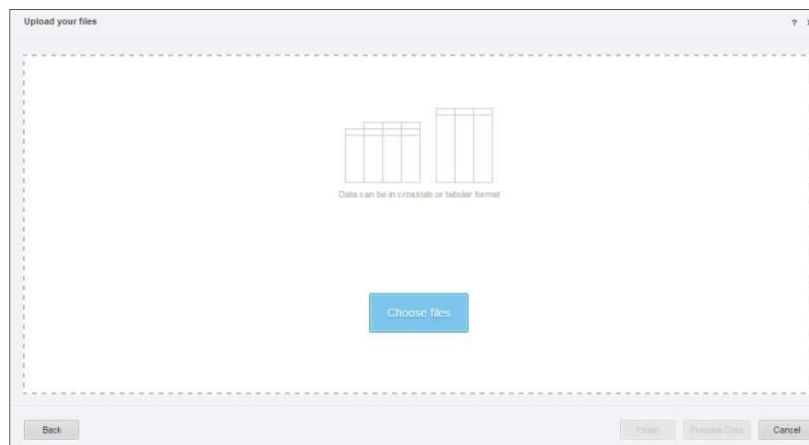 Upload your files
?
Data can be in crosstab or tabular format
Choose files
Back
Finish
Prepare Data
Cancel